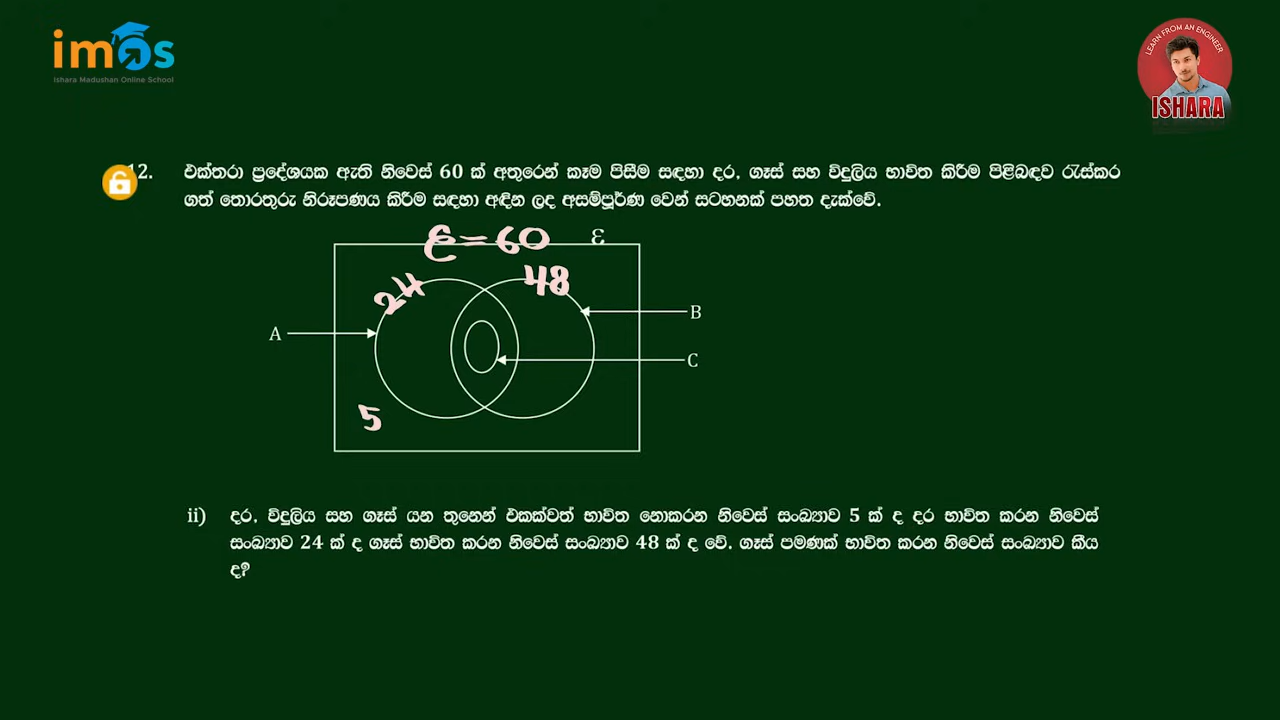 imos
Ishara Madushan Online School
LEARN FROM AN ENGINEER
ISHARA
12. එක්තරා ප්‍රදේශයක ඇති නිවෙස් 60 ක් අතුරෙන් කෑම පිසීම සඳහා දර, ගෑස් සහ විදුලිය භාවිත කිරීම පිළිබඳව රැස්කර
ගත් තොරතුරු නිරූපණය කිරීම සඳහා අඳින ලද අසම්පූර්ණ වෙන් සටහනක් පහත දැක්වේ.
ε = 60 ε
24 48
B
A
C
5
ii) දර, විදුලිය සහ ගෑස් යන තුනෙන් එකක්වත් භාවිත නොකරන නිවෙස් සංඛ්‍යාව 5 ක් ද දර භාවිත කරන නිවෙස්
සංඛ්‍යාව 24 ක් ද ගෑස් භාවිත කරන නිවෙස් සංඛ්‍යාව 48 ක් ද වේ. ගෑස් පමණක් භාවිත කරන නිවෙස් සංඛ්‍යාව කීය
ද?